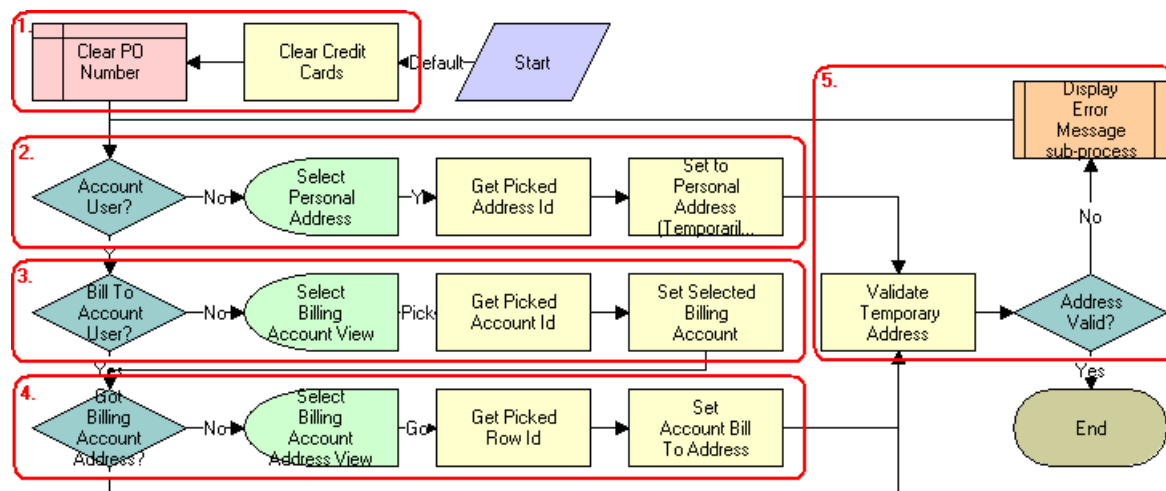 1.
Clear PO
Number
Clear Credit
Cards
Default
Start
5.
Display
Error
Message
sub-process
2.
Account
User?
No
Select
Personal
Address
Y
Get Picked
Address Id
Set to
Personal
Address
(Temporaril...
No
Y
3.
Bill To
Account
User?
No
Select
Billing
Account View
Pick
Get Picked
Account Id
Set Selected
Billing
Account
Validate
Temporary
Address
Address
Valid?
Yes
Yes
4.
Got
Billing
Account
Address?
No
Select
Billing
Account
Address View
Go
Get Picked
Row Id
Set
Account Bill
To Address
End